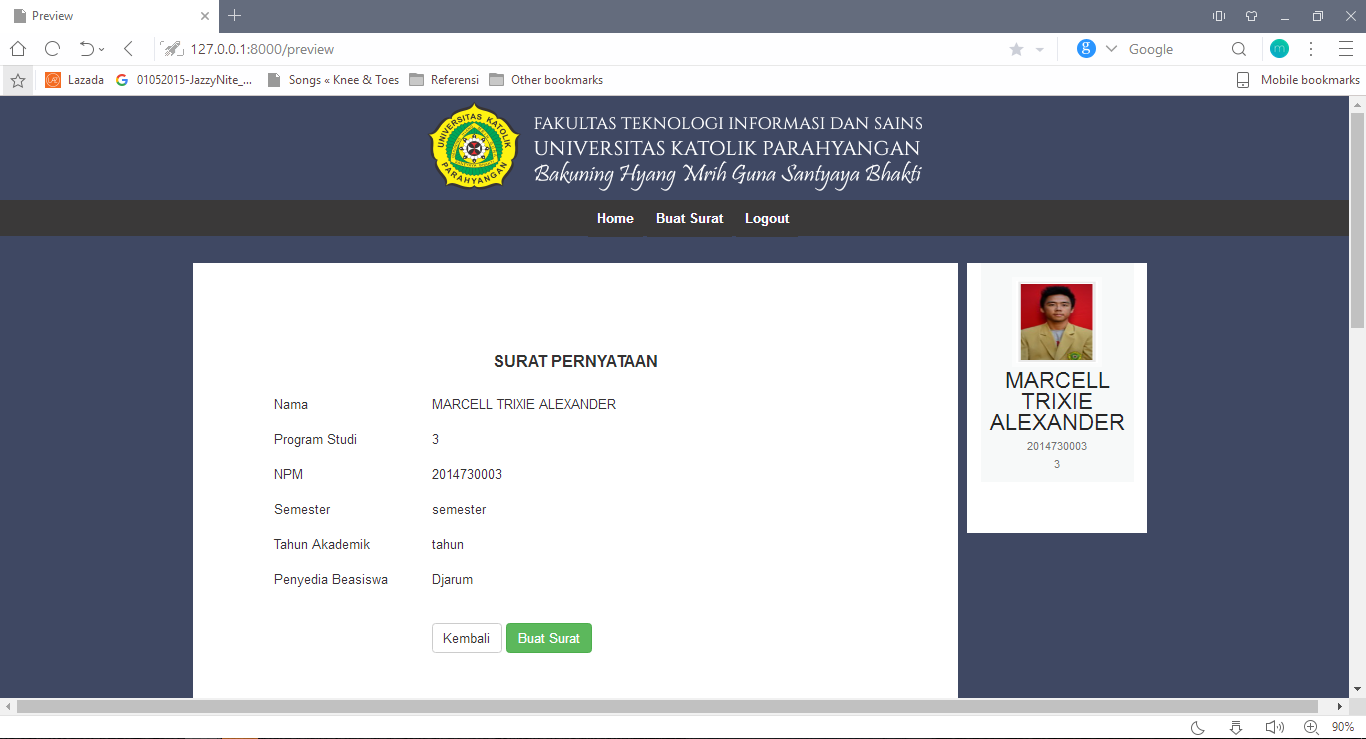 Preview
127.0.0.1:8000/preview
Google
m
Lazada
01052015-JazzyNite_...
Songs « Knee & Toes
Referensi
Other bookmarks
Mobile bookmarks
UNIVERSITAS KATOLIK
PARAHYANGAN
FAKULTAS TEKNOLOGI INFORMASI DAN SAINS
UNIVERSITAS KATOLIK PARAHYANGAN
Bakuning Hyang Mrih Guna Santyaya Bhakti
Home Buat Surat Logout
SURAT PERNYATAAN
Nama MARCELL TRIXIE ALEXANDER
Program Studi 3
NPM 2014730003
Semester semester
Tahun Akademik tahun
Penyedia Beasiswa Djarum
Kembali Buat Surat
MARCELL
TRIXIE
ALEXANDER
2014730003
3
90%